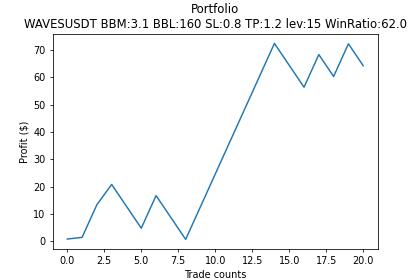 Portfolio
WAVESUSDT BBM:3.1 BBL:160 SL:0.8 TP:1.2 lev:15 WinRatio:62.0
70
60
50
40
30
20
10
0
Profit ($)
0.0 2.5 5.0 7.5 10.0 12.5 15.0 17.5 20.0
Trade counts